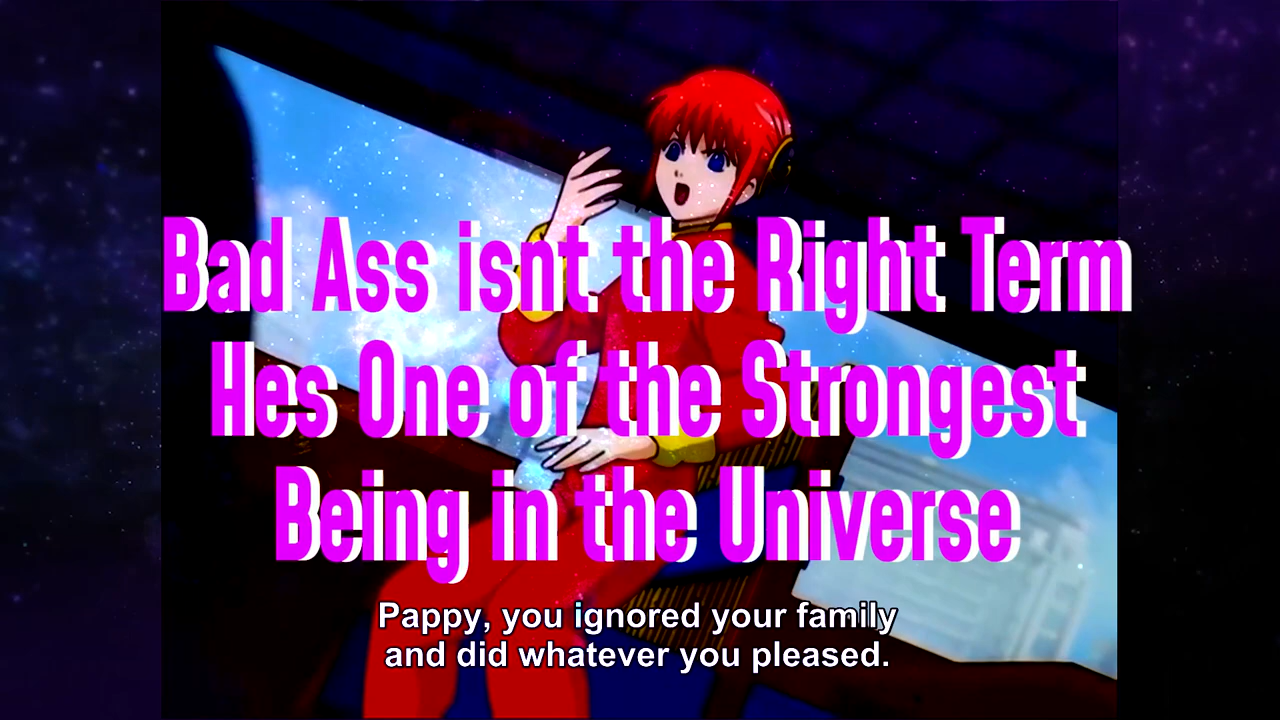 Bad Ass isnt the Right Term
Hes One of the Strongest
Being in the Universe
Pappy, you ignored your family
and did whatever you pleased.